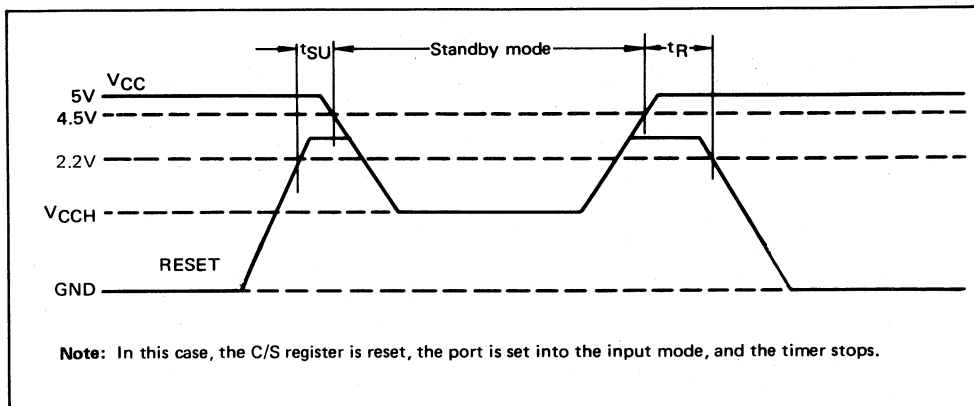 tSU
Standby mode
tR
VCC
5V
4.5V
2.2V
VCCH
RESET
GND
Note: In this case, the C/S register is reset, the port is set into the input mode, and the timer stops.